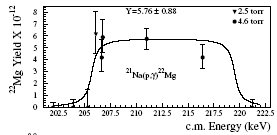 Y=5.76 ± 0.88
▼ 2.5 torr
● 4.6 torr
²²Mg Yield X 10⁻¹²
8
7
6
5
4
3
2
1
0
²¹Na(p,γ)²²Mg
202.5 205 207.5 210 212.5 215 217.5 220 222.5
c.m. Energy (keV)